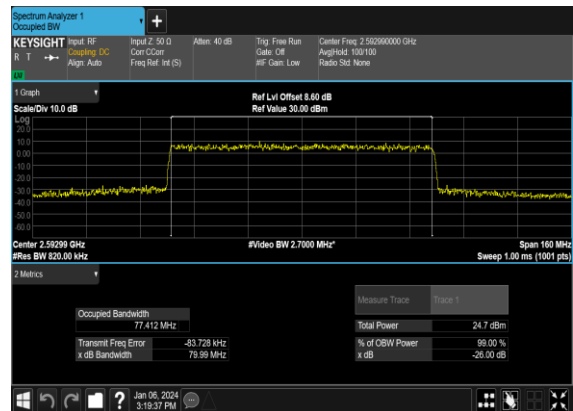 Spectrum Analyzer 1
Occupied BW
KEYSIGHT Input: RF Input Z: 50 Ω Atten: 40 dB Trig: Free Run Center Freq: 2.592990000 GHz
R T Coupling: DC Corr CCorr Gate: Off Avg|Hold: 100/100
Align: Auto Freq Ref: Int (S) #IF Gain: Low Radio Std: None
LW
1 Graph
Ref Lvl Offset 8.60 dB
Scale/Div 10.0 dB Ref Value 30.00 dBm
Log
20.0
10.0
0.00
-10.0
-20.0
-30.0
-40.0
-50.0
-60.0
Center 2.59299 GHz #Video BW 2.7000 MHz* Span 160 MHz
#Res BW 820.00 kHz Sweep 1.00 ms (1001 pts)
2 Metrics
Measure Trace Trace 1
Occupied Bandwidth
77.412 MHz Total Power 24.7 dBm
Transmit Freq Error -83.728 kHz % of OBW Power 99.00 %
x dB Bandwidth 79.99 MHz x dB -26.00 dB
Jan 06, 2024
3:19:37 PM